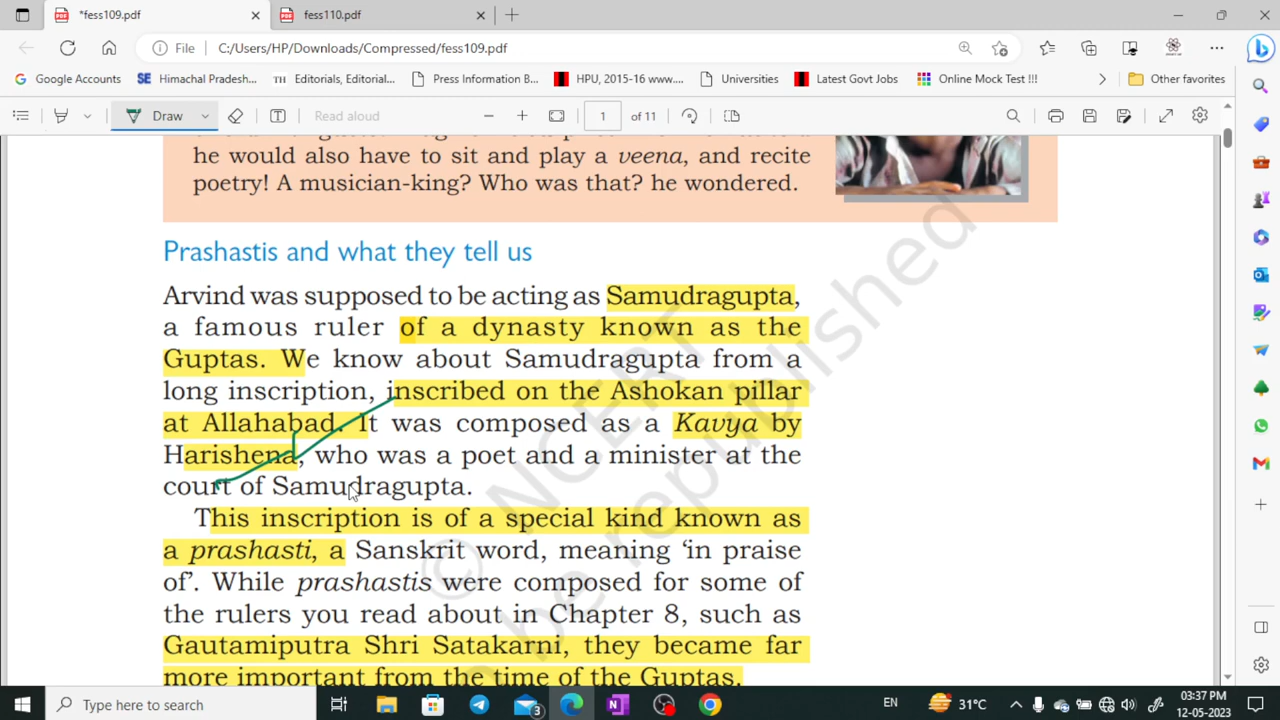 *fess109.pdf
fess110.pdf
File C:/Users/HP/Downloads/Compressed/fess109.pdf
Google Accounts SE Himachal Pradesh... TH Editorials, Editorial... Press Information B... HPU, 2015-16 www.... Universities Latest Govt Jobs Online Mock Test !!! Other favorites
Draw Read aloud 1 of 11
he would also have to sit and play a veena, and recite
poetry! A musician-king? Who was that? he wondered.
Prashastis and what they tell us
Arvind was supposed to be acting as Samudragupta,
a famous ruler of a dynasty known as the
Guptas. We know about Samudragupta from a
long inscription, inscribed on the Ashokan pillar
at Allahabad. It was composed as a Kavya by
Harishena, who was a poet and a minister at the
court of Samudragupta.
This inscription is of a special kind known as
a prashasti, a Sanskrit word, meaning ‘in praise
of’. While prashastis were composed for some of
the rulers you read about in Chapter 8, such as
Gautamiputra Shri Satakarni, they became far
more important from the time of the Guptas.
© NCERT
be republished
Type here to search
3
EN
31°C
03:37 PM
12-05-2023